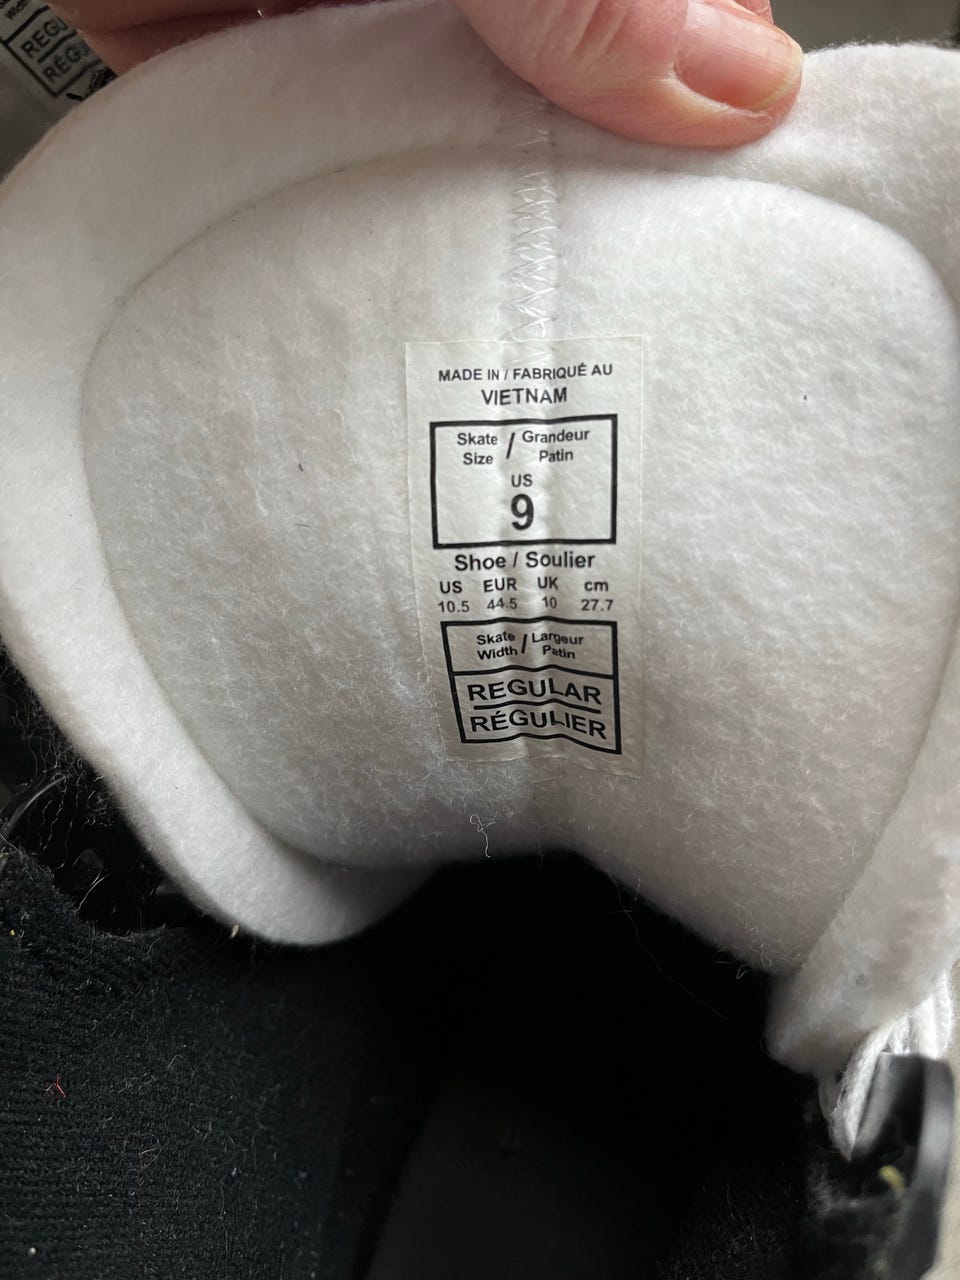 MADE IN / FABRIQUÉ AU
VIETNAM
Skate / Grandeur
Size Patin
US
9
Shoe / Soulier
US EUR UK cm
10.5 44.5 10 27.7
Skate / Largeur
Width Patin
REGULAR
RÉGULIER